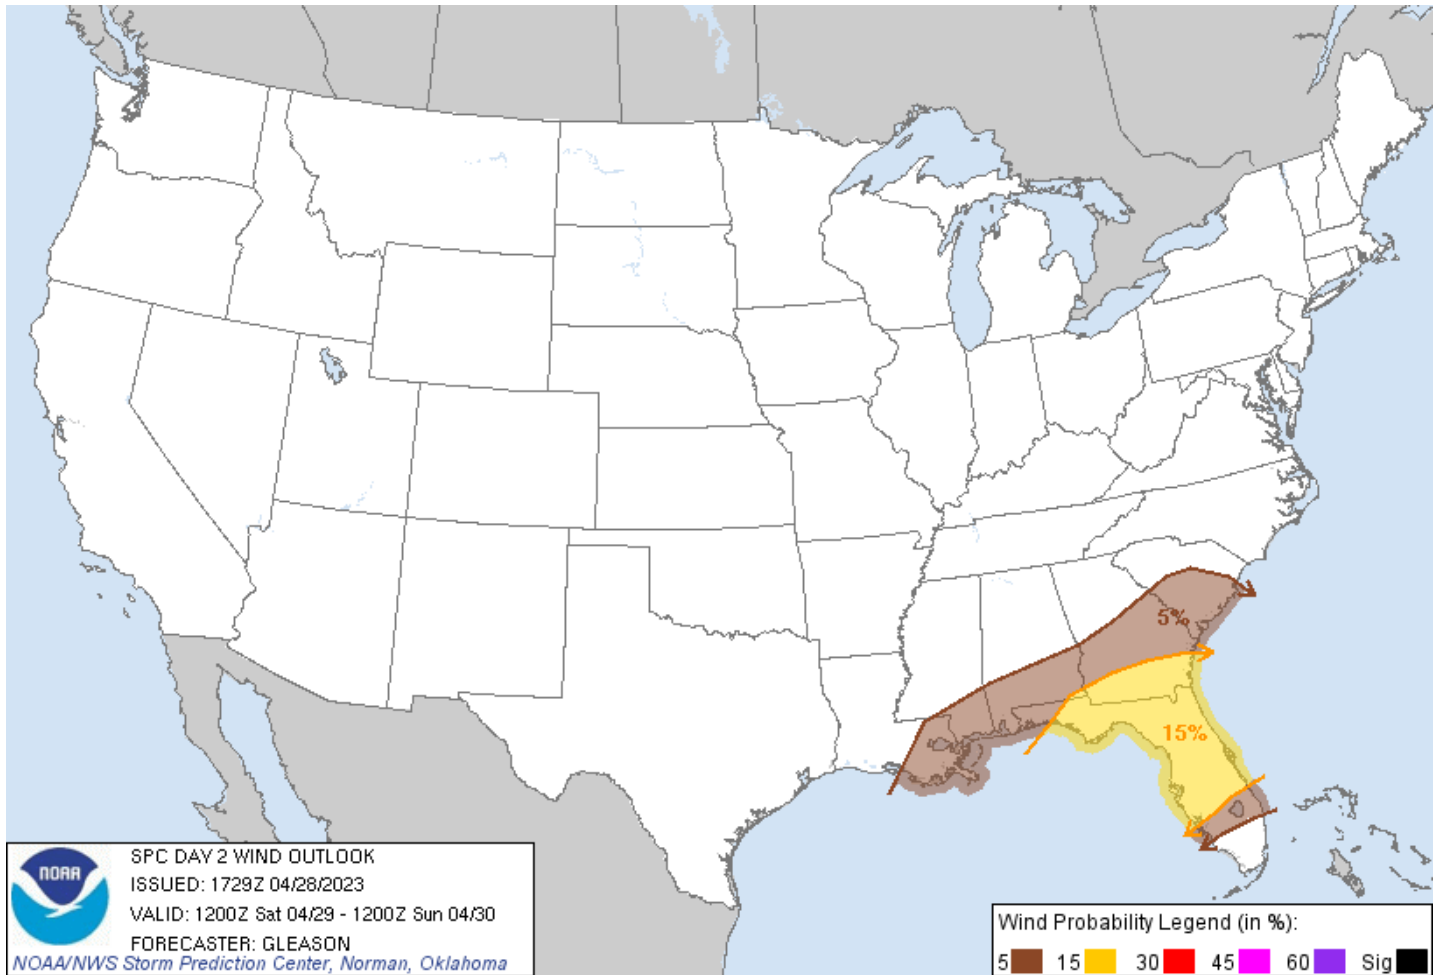 5%
15%
NOAA
SPC DAY 2 WIND OUTLOOK
ISSUED: 1729Z 04/28/2023
VALID: 1200Z Sat 04/29 - 1200Z Sun 04/30
FORECASTER: GLEASON
NOAA/NWS Storm Prediction Center, Norman, Oklahoma
Wind Probability Legend (in %):
5 15 30 45 60 Sig